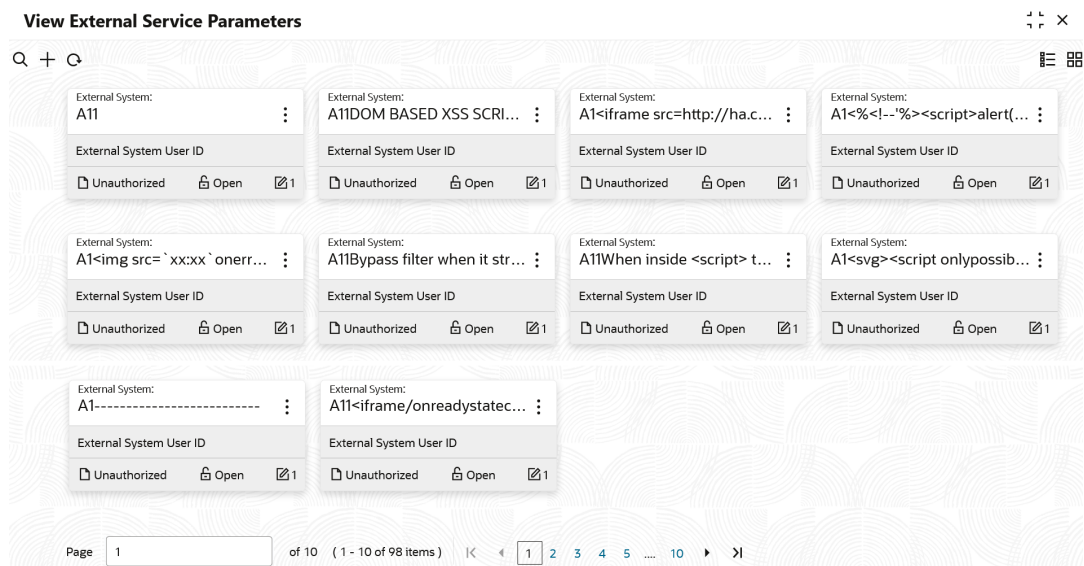 View External Service Parameters
External System: External System: External System: External System:
A11 A11DOM BASED XSS SCRI... A1<iframe src=http://ha.c... A1<%<!--'%><script>alert(...
External System User ID External System User ID External System User ID External System User ID
Unauthorized Open 1 Unauthorized Open 1 Unauthorized Open 1 Unauthorized Open 1
External System: External System: External System: External System:
A1<img src=`xx:xx`onerr... A11Bypass filter when it str... A11When inside <script> t... A1<svg><script onlypossib...
External System User ID External System User ID External System User ID External System User ID
Unauthorized Open 1 Unauthorized Open 1 Unauthorized Open 1 Unauthorized Open 1
External System: External System:
A1-------------------------- A11<iframe/onreadystatec...
External System User ID External System User ID
Unauthorized Open 1 Unauthorized Open 1
Page 1 of 10 ( 1 - 10 of 98 items ) 1 2 3 4 5 .... 10